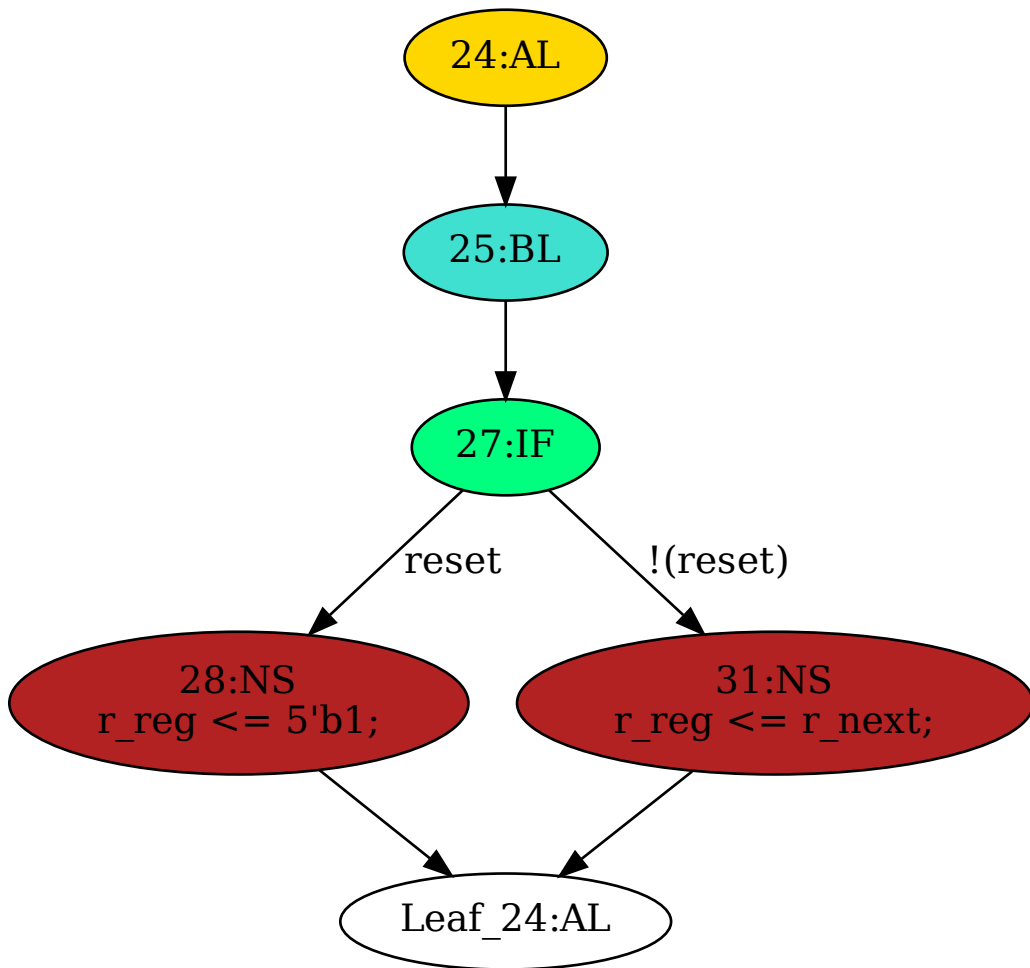 24:AL
25:BL
27:IF
reset
!(reset)
28:NS
r_reg <= 5'b1;
31:NS
r_reg <= r_next;
Leaf_24:AL